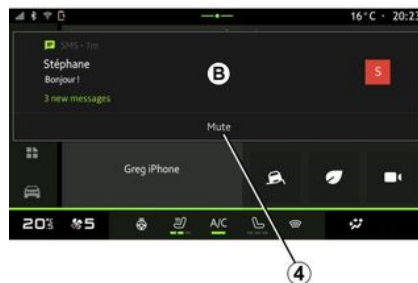 16°C · 20:23
SMS · 7m
Stéphane
Bonjour!
B
S
3 new messages
Mute
Greg iPhone
20.5 5 A/C
4